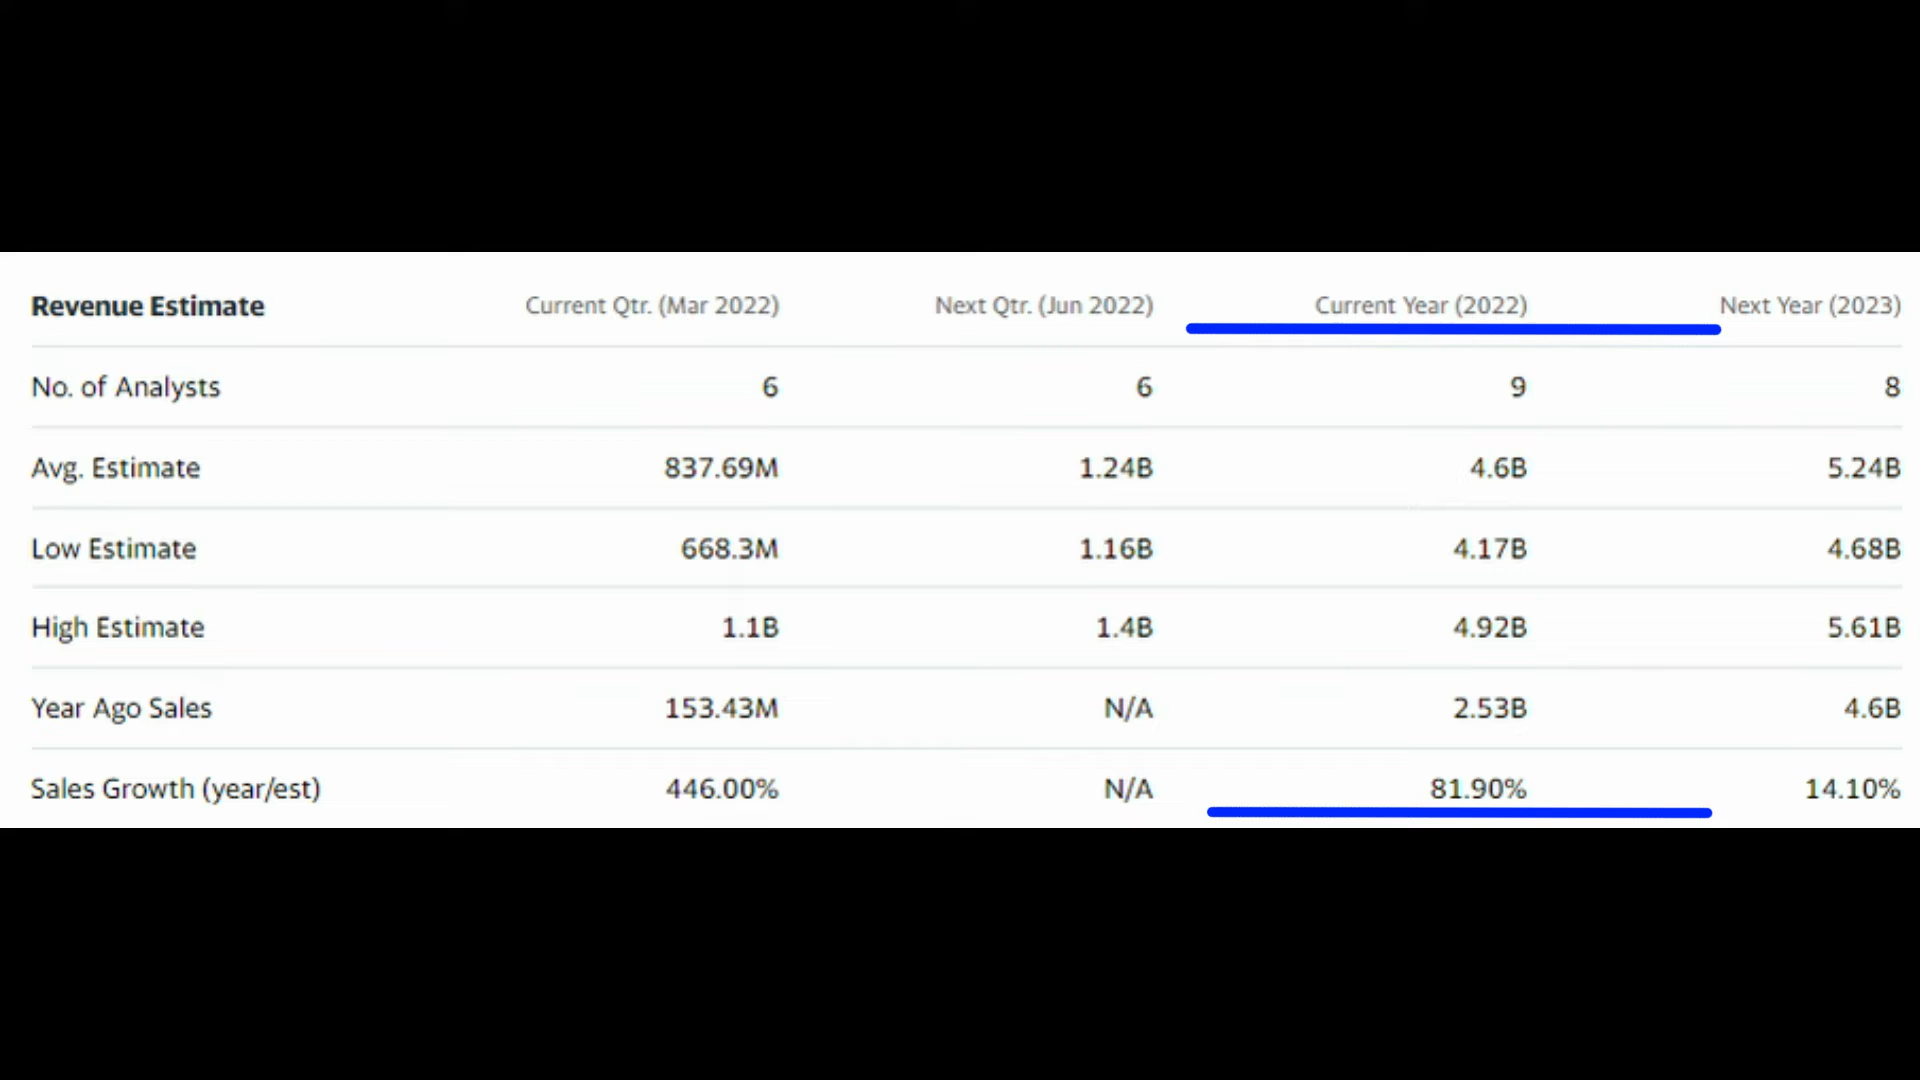 Revenue Estimate Current Qtr. (Mar 2022) Next Qtr. (Jun 2022) Current Year (2022) Next Year (2023)
No. of Analysts 6 6 9 8
Avg. Estimate 837.69M 1.24B 4.6B 5.24B
Low Estimate 668.3M 1.16B 4.17B 4.68B
High Estimate 1.1B 1.4B 4.92B 5.61B
Year Ago Sales 153.43M N/A 2.53B 4.6B
Sales Growth (year/est) 446.00% N/A 81.90% 14.10%